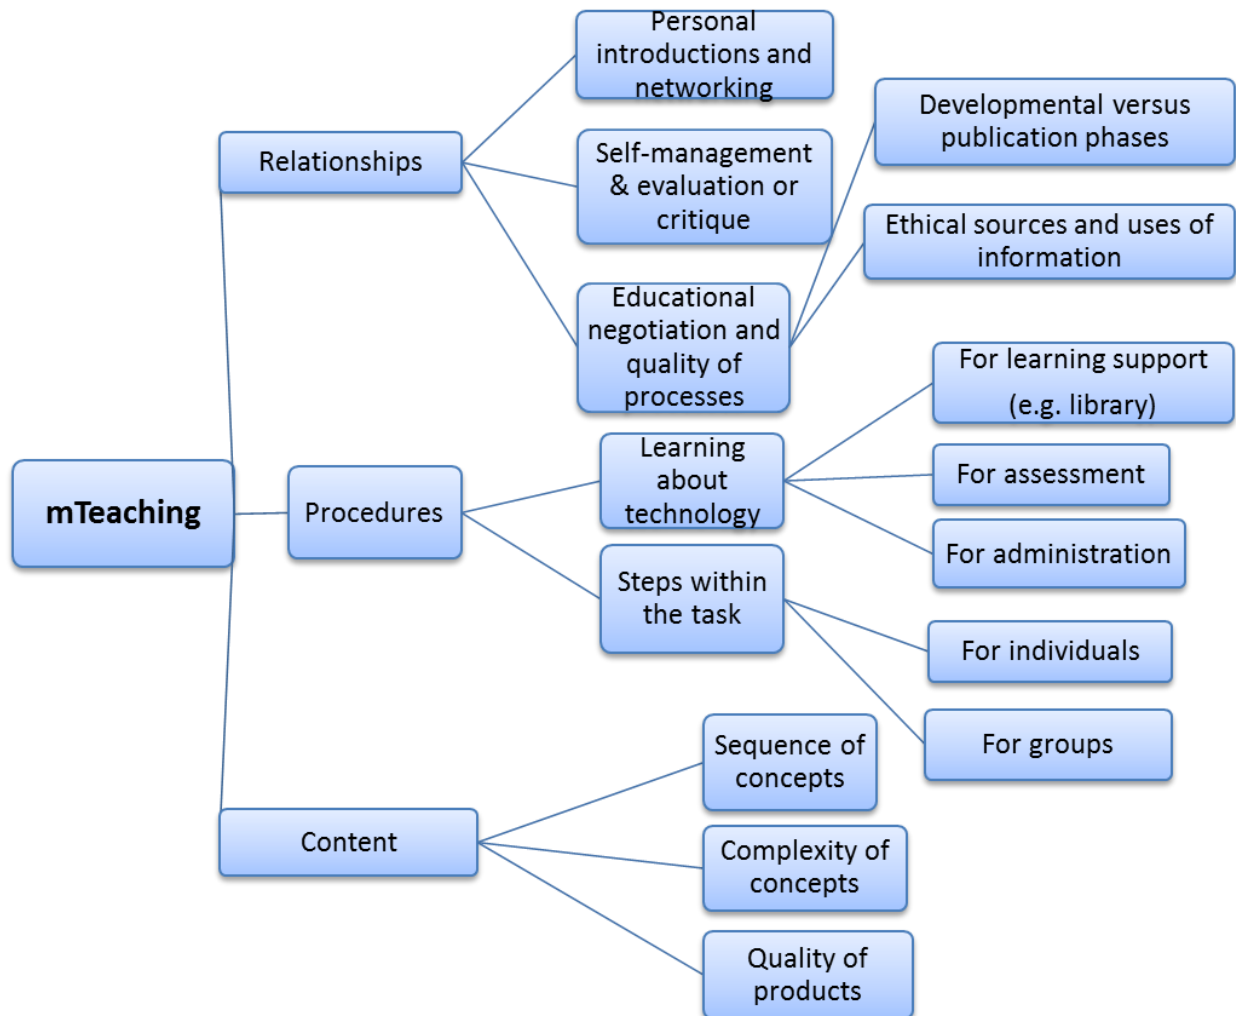 Personal
introductions and
networking
Developmental versus
publication phases
Relationships
Self-management
& evaluation or
critique
Ethical sources and uses of
information
Educational
negotiation and
quality of
processes
For learning support
(e.g. library)
mTeaching
Procedures
Learning
about
technology
For assessment
For administration
Steps within
the task
For individuals
For groups
Content
Sequence of
concepts
Complexity of
concepts
Quality of
products